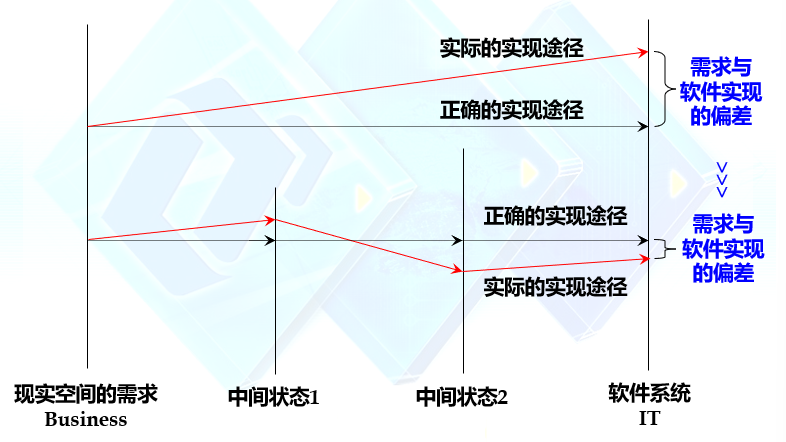 实际的实现途径
正确的实现途径
需求与
软件实现
的偏差
>>>
正确的实现途径
需求与
软件实现
的偏差
实际的实现途径
现实空间的需求
Business
中间状态1
中间状态2
软件系统
IT